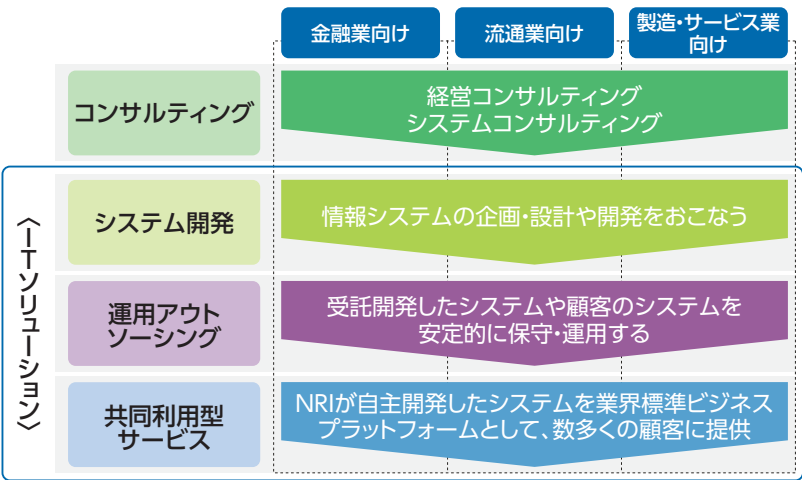 金融業向け
流通業向け
製造・サービス業
向け
コンサルティング
経営コンサルティング
システムコンサルティング
〈ITソリューション〉
システム開発
情報システムの企画・設計や開発をおこなう
運用アウト
ソーシング
受託開発したシステムや顧客のシステムを
安定的に保守・運用する
共同利用型
サービス
NRIが自主開発したシステムを業界標準ビジネス
プラットフォームとして、数多くの顧客に提供